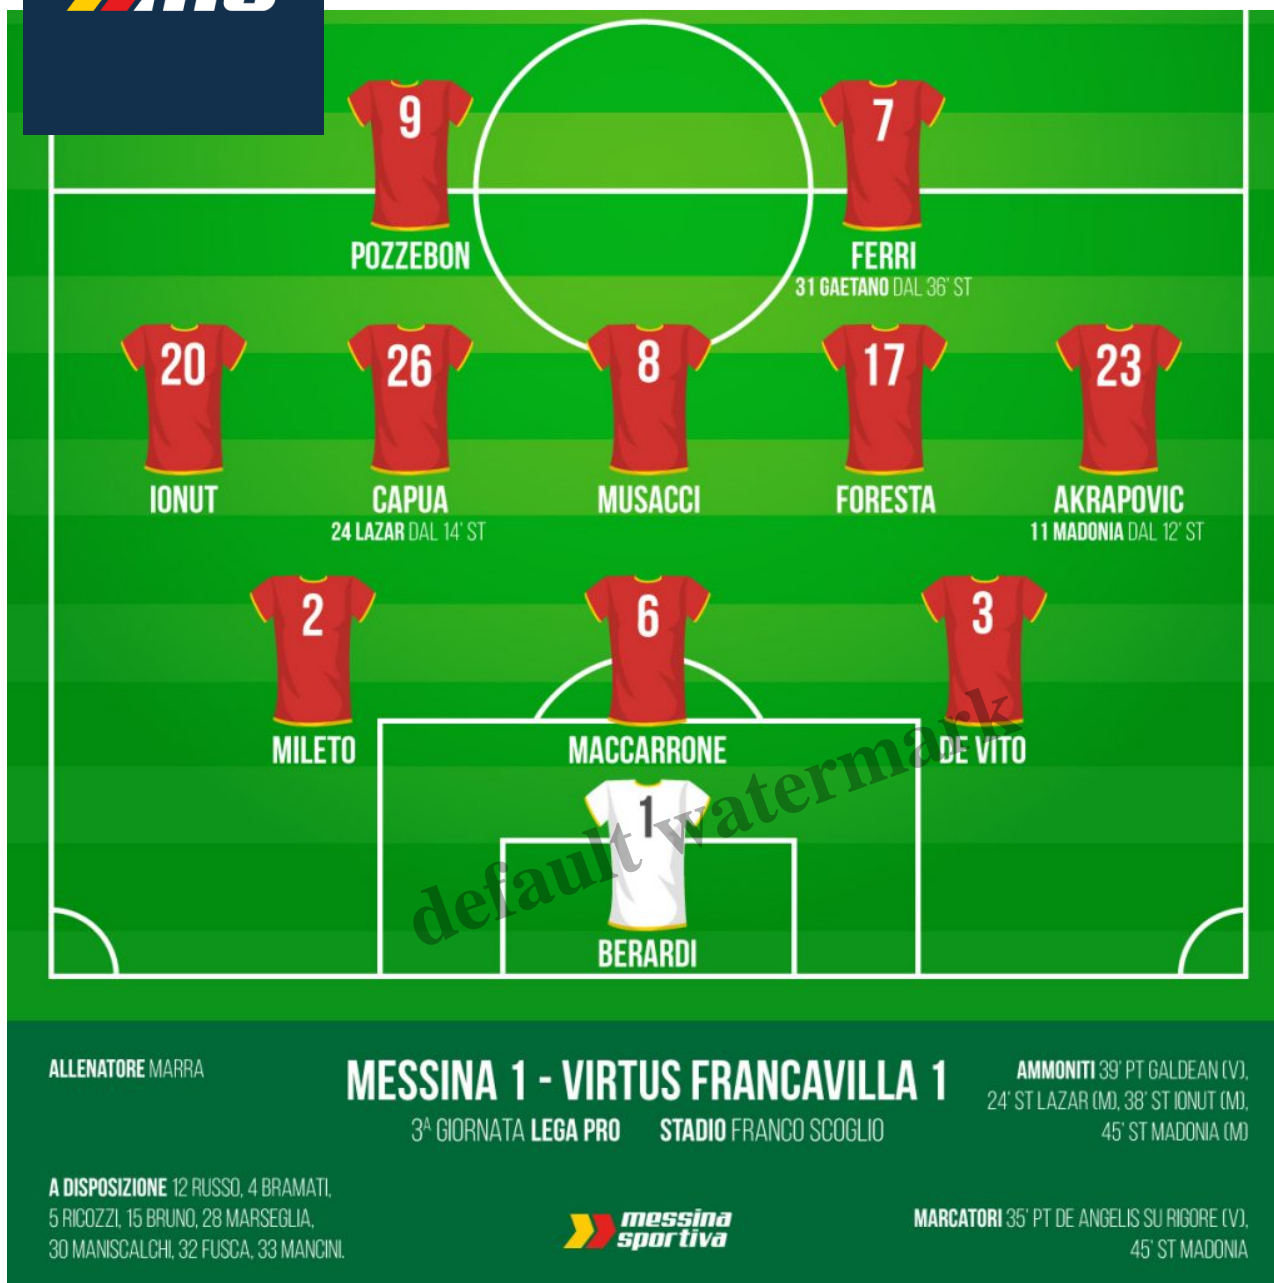 9
7
POZZEBON
FERRI
31 GAETANO DAL 36' ST
20
26
8
17
23
IONUT
CAPUA
MUSACCI
FORESTA
AKRAPOVIC
24 LAZAR DAL 14' ST
11 MADONIA DAL 12' ST
2
6
3
MILETO
MACCARRONE
DE VITO
1
default watermark
BERARDI
ALLENATORE MARRA
MESSINA 1 - VIRTUS FRANCAVILLA 1
3ª GIORNATA LEGA PRO STADIO FRANCO SCOGLIO
AMMONITI 39' PT GALDEAN (V),
24' ST LAZAR (M), 38' ST IONUT (M),
45' ST MADONIA (M)
A DISPOSIZIONE 12 RUSSO, 4 BRAMATI,
5 RICOZZI, 15 BRUNO, 28 MARSEGLIA,
30 MANISCALCHI, 32 FUSCA, 33 MANCINI.
messina
sportiva
MARCATORI 35' PT DE ANGELIS SU RIGORE (V),
45' ST MADONIA